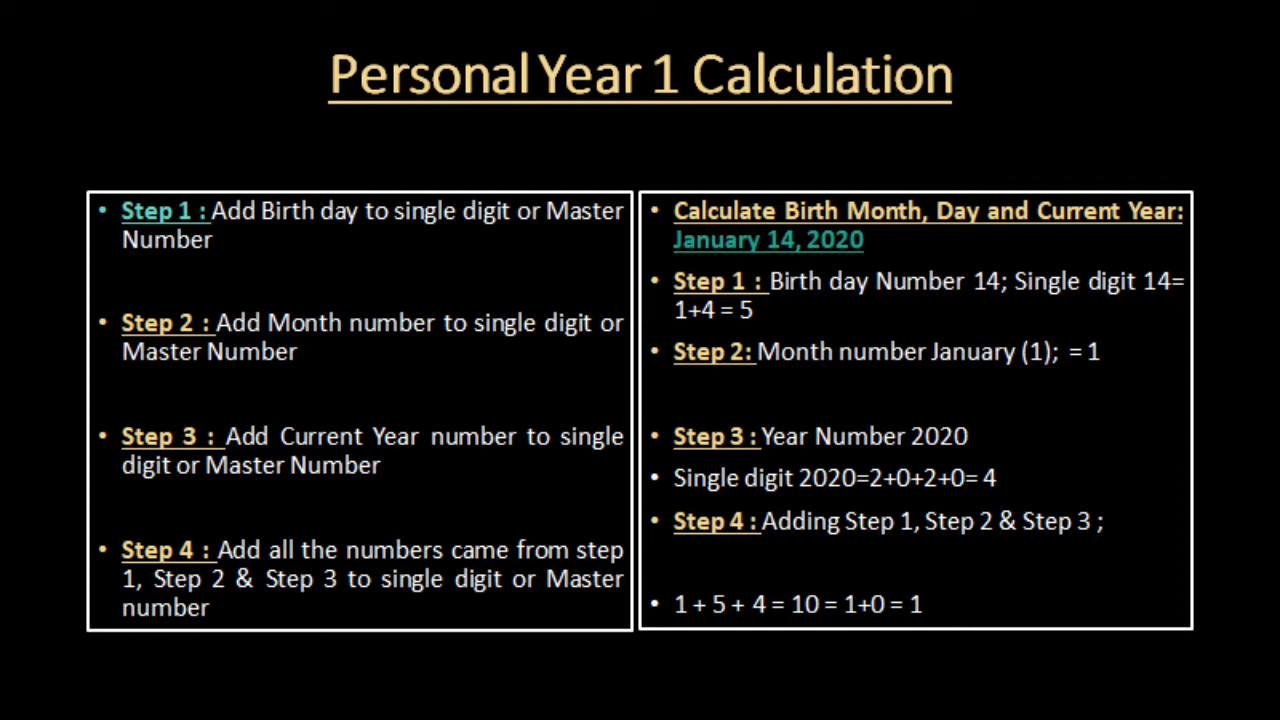 Personal Year 1 Calculation
• Step 1 : Add Birth day to single digit or Master
Number
• Step 2 : Add Month number to single digit or
Master Number
• Step 3 : Add Current Year number to single
digit or Master Number
• Step 4 : Add all the numbers came from step
1, Step 2 & Step 3 to single digit or Master
number
• Calculate Birth Month, Day and Current Year:
January 14, 2020
• Step 1 : Birth day Number 14; Single digit 14=
1+4 = 5
• Step 2: Month number January (1); = 1
• Step 3 : Year Number 2020
• Single digit 2020=2+0+2+0= 4
• Step 4 : Adding Step 1, Step 2 & Step 3 ;
• 1 + 5 + 4 = 10 = 1+0 = 1